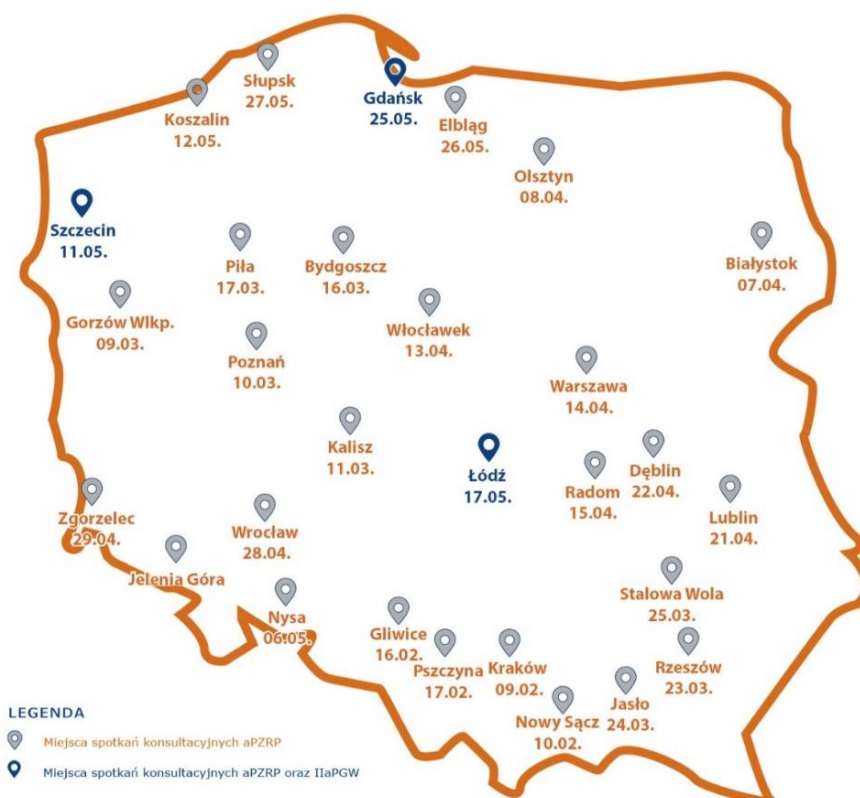 Słupsk
27.05.
Koszalin
12.05.
Gdańsk
25.05.
Elbląg
26.05.
Olsztyn
08.04.
Szczecin
11.05.
Piła
17.03.
Bydgoszcz
16.03.
Białystok
07.04.
Gorzów Wlkp.
09.03.
Włocławek
13.04.
Poznań
10.03.
Warszawa
14.04.
Kalisz
11.03.
Łódź
17.05.
Radom
15.04.
Dęblin
22.04.
Lublin
21.04.
Zgorzelec
29.04.
Wrocław
28.04.
Jelenia Góra
Nysa
06.05.
Stalowa Wola
25.03.
Gliwice
16.02.
Pszczyna
17.02.
Kraków
09.02.
Rzeszów
23.03.
Nowy Sącz
10.02.
Jasło
24.03.
LEGENDA
Miejsca spotkań konsultacyjnych aPZRP
Miejsca spotkań konsultacyjnych aPZRP oraz IIaPGW